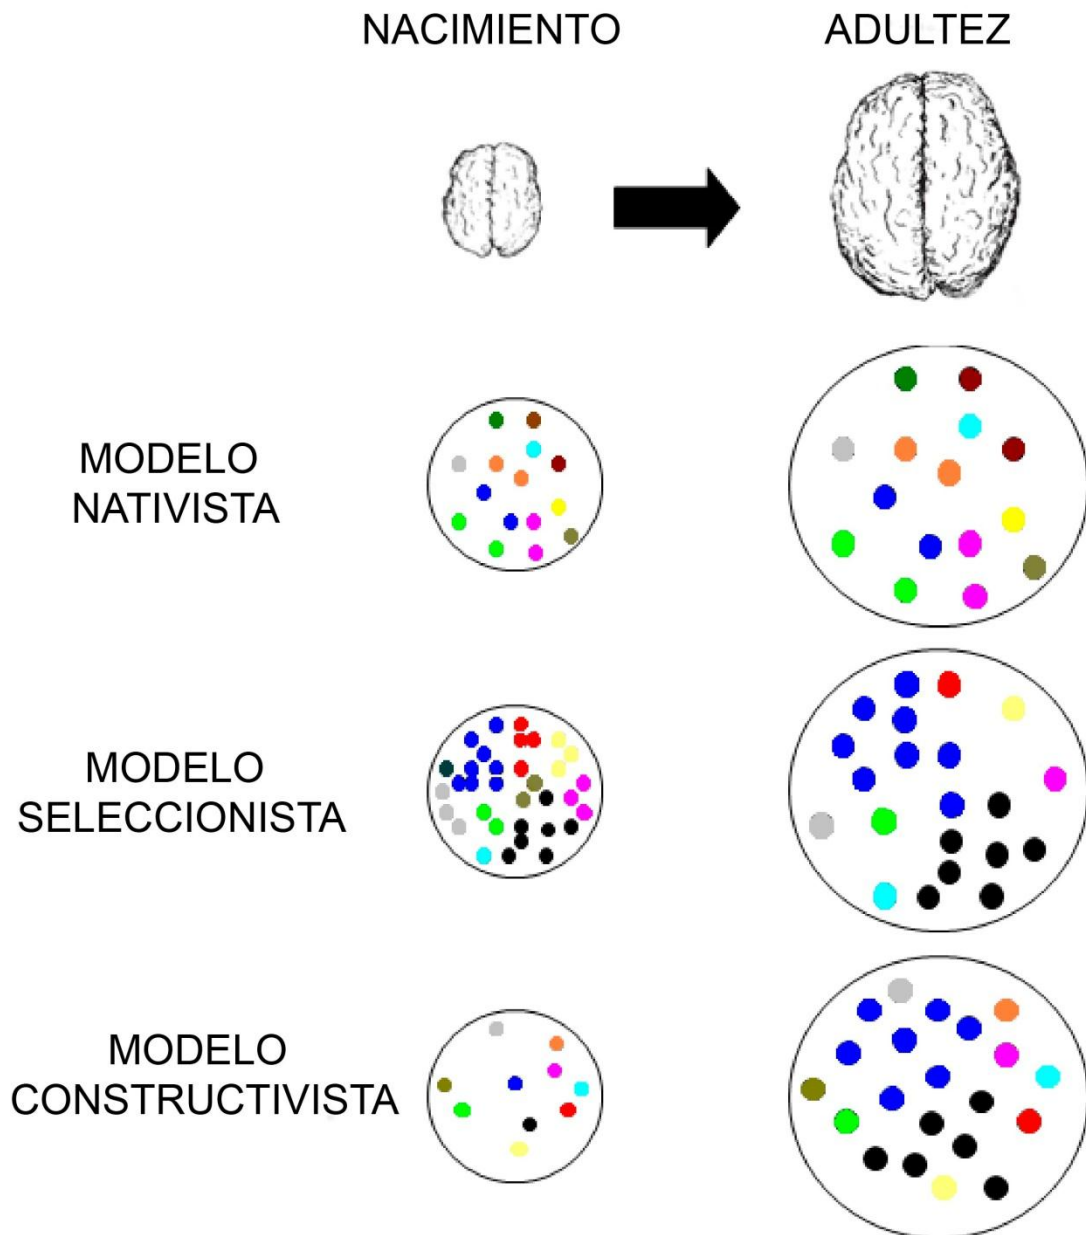 NACIMIENTO
ADULTEZ
MODELO
NATIVISTA
MODELO
SELECCIONISTA
MODELO
CONSTRUCTIVISTA